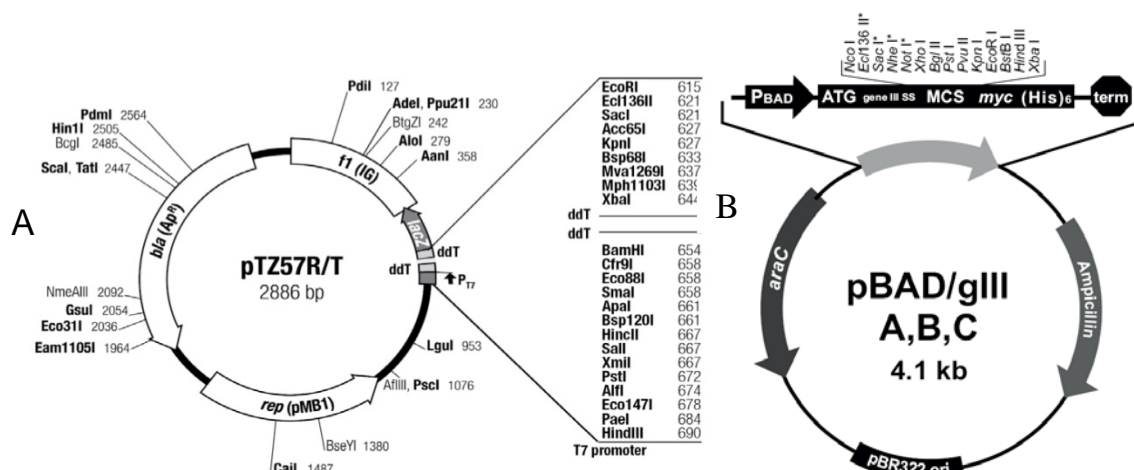 A
PdmI 2564
Hin1I 2505
BcgI 2485
ScaI, TatI 2447
bla (ApR)
NmeAIII 2092
GsuI 2054
Eco31I 2036
Eam1105I 1964
PdiI 127
AdeI, Ppu21I 230
BtgZI 242
AloI 279
AanI 358
f1 (IG)
lacZ
ddT
ddT
PT7
pTZ57R/T
2886 bp
LguI 953
AflIII, PscI 1076
rep (pMB1)
BseYI 1380
CaiI 1487
EcoRI 615
Ecl136II 621
SacI 621
Acc65I 627
KpnI 627
Bsp68I 633
Mva1269I 637
Mph1103I 639
XbaI 644
ddT
ddT
BamHI 654
Cfr9I 658
Eco88I 658
SmaI 658
ApaI 661
Bsp120I 661
HincII 667
SalI 667
XmiI 667
PstI 672
AlfI 674
Eco147I 678
PaeI 684
HindIII 690
T7 promoter
B
Nco I
Ecl136 II*
Sac I*
Nhe I*
Not I*
Xho I
Bgl II
Pst I
Pvu II
Kpn I
EcoR I
BstB I
Hind III
Xba I
PBAD
ATG gene III SS MCS myc (His)6
term
araC
Ampicillin
pBAD/gIII
A,B,C
4.1 kb
pBR322 ori